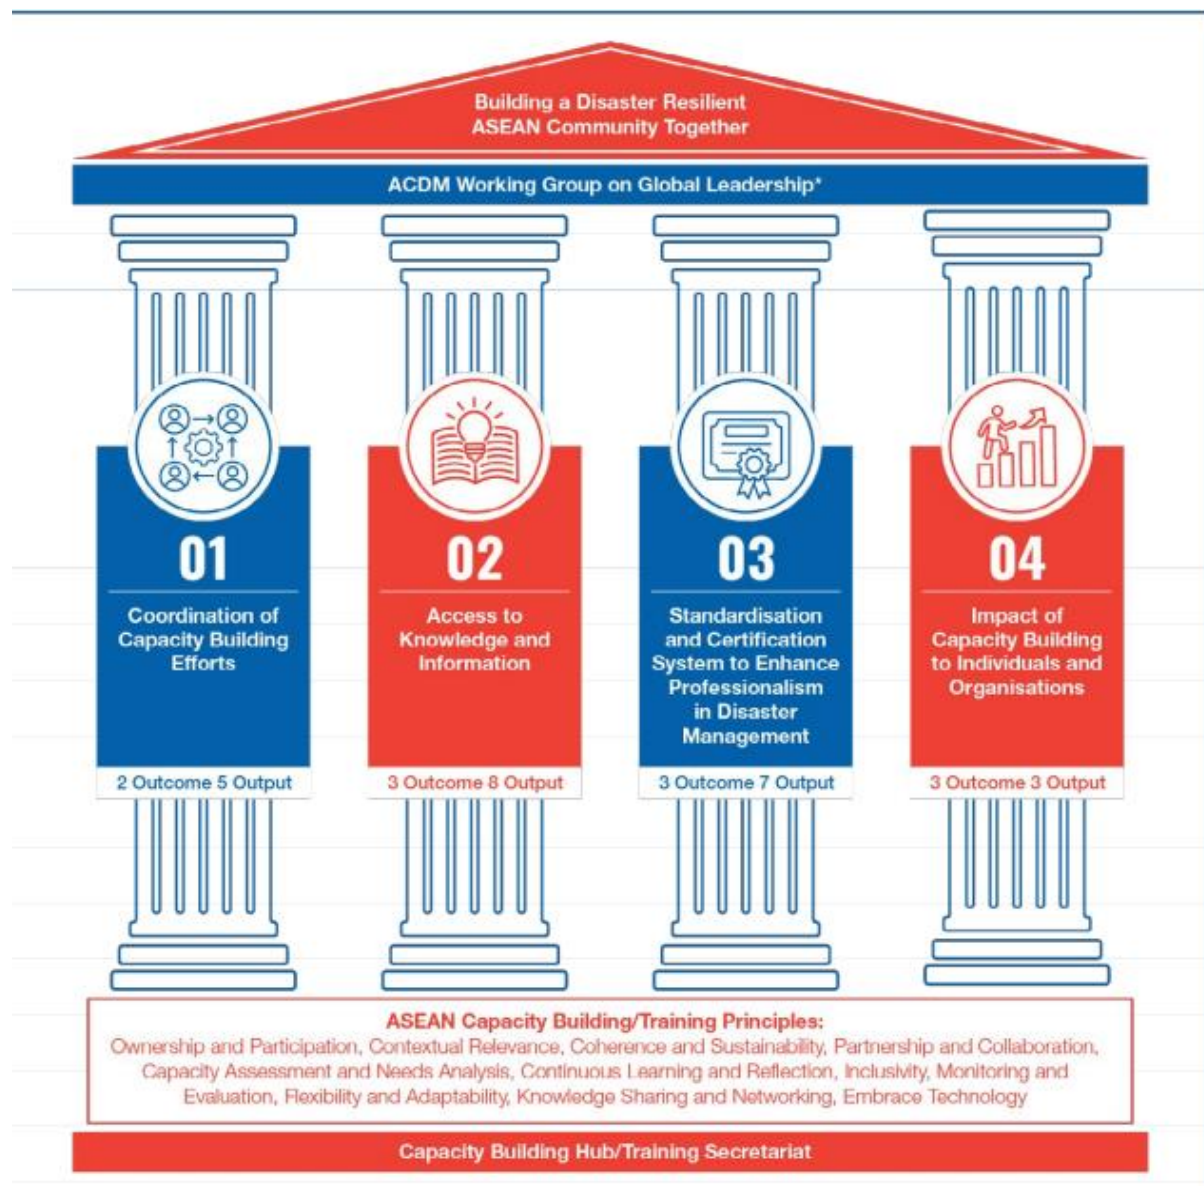 Building a Disaster Resilient
ASEAN Community Together
ACDM Working Group on Global Leadership*
01
Coordination of
Capacity Building
Efforts
2 Outcome 5 Output
02
Access to
Knowledge and
Information
3 Outcome 8 Output
03
Standardisation
and Certification
System to Enhance
Professionalism
in Disaster
Management
3 Outcome 7 Output
04
Impact of
Capacity Building
to Individuals and
Organisations
3 Outcome 3 Output
ASEAN Capacity Building/Training Principles:
Ownership and Participation, Contextual Relevance, Coherence and Sustainability, Partnership and Collaboration,
Capacity Assessment and Needs Analysis, Continuous Learning and Reflection, Inclusivity, Monitoring and
Evaluation, Flexibility and Adaptability, Knowledge Sharing and Networking, Embrace Technology
Capacity Building Hub/Training Secretariat